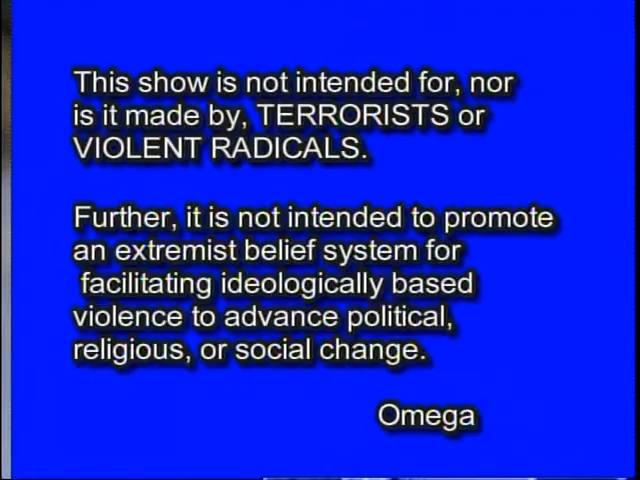 This show is not intended for, nor
is it made by, TERRORISTS or
VIOLENT RADICALS.
Further, it is not intended to promote
an extremist belief system for
facilitating ideologically based
violence to advance political,
religious, or social change.
Omega